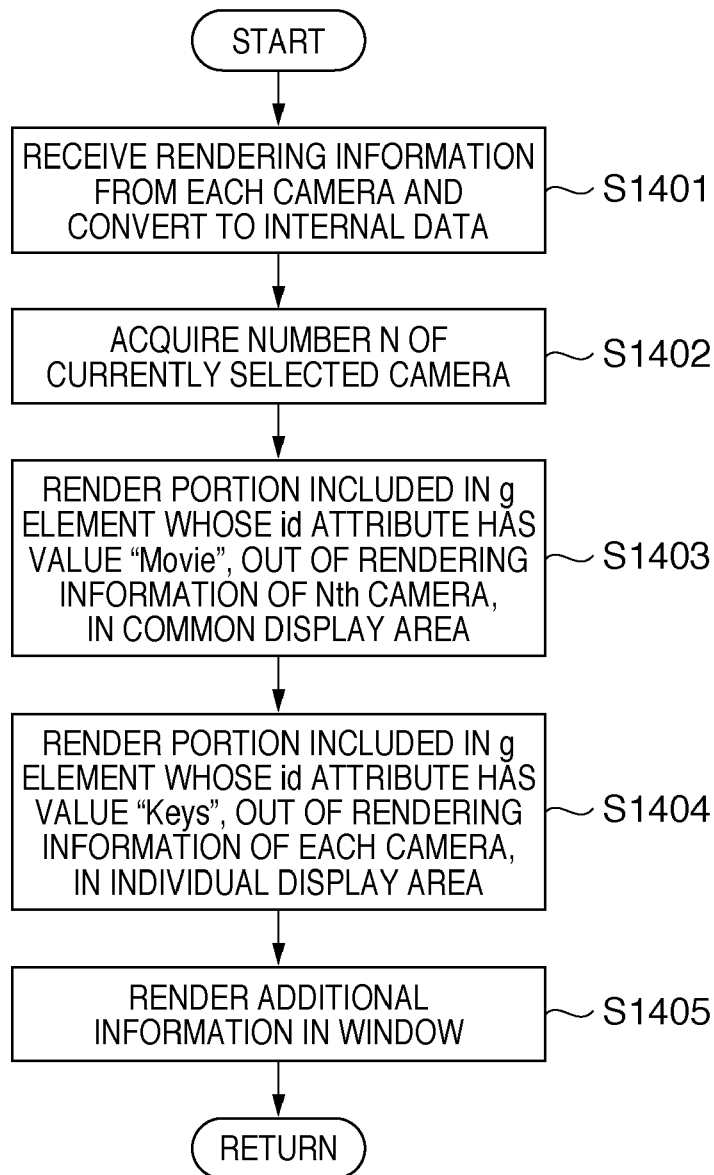 START
RECEIVE RENDERING INFORMATION
FROM EACH CAMERA AND
CONVERT TO INTERNAL DATA
S1401
ACQUIRE NUMBER N OF
CURRENTLY SELECTED CAMERA
S1402
RENDER PORTION INCLUDED IN g
ELEMENT WHOSE id ATTRIBUTE HAS
VALUE “Movie”, OUT OF RENDERING
INFORMATION OF Nth CAMERA,
IN COMMON DISPLAY AREA
S1403
RENDER PORTION INCLUDED IN g
ELEMENT WHOSE id ATTRIBUTE HAS
VALUE “Keys”, OUT OF RENDERING
INFORMATION OF EACH CAMERA,
IN INDIVIDUAL DISPLAY AREA
S1404
RENDER ADDITIONAL
INFORMATION IN WINDOW
S1405
RETURN